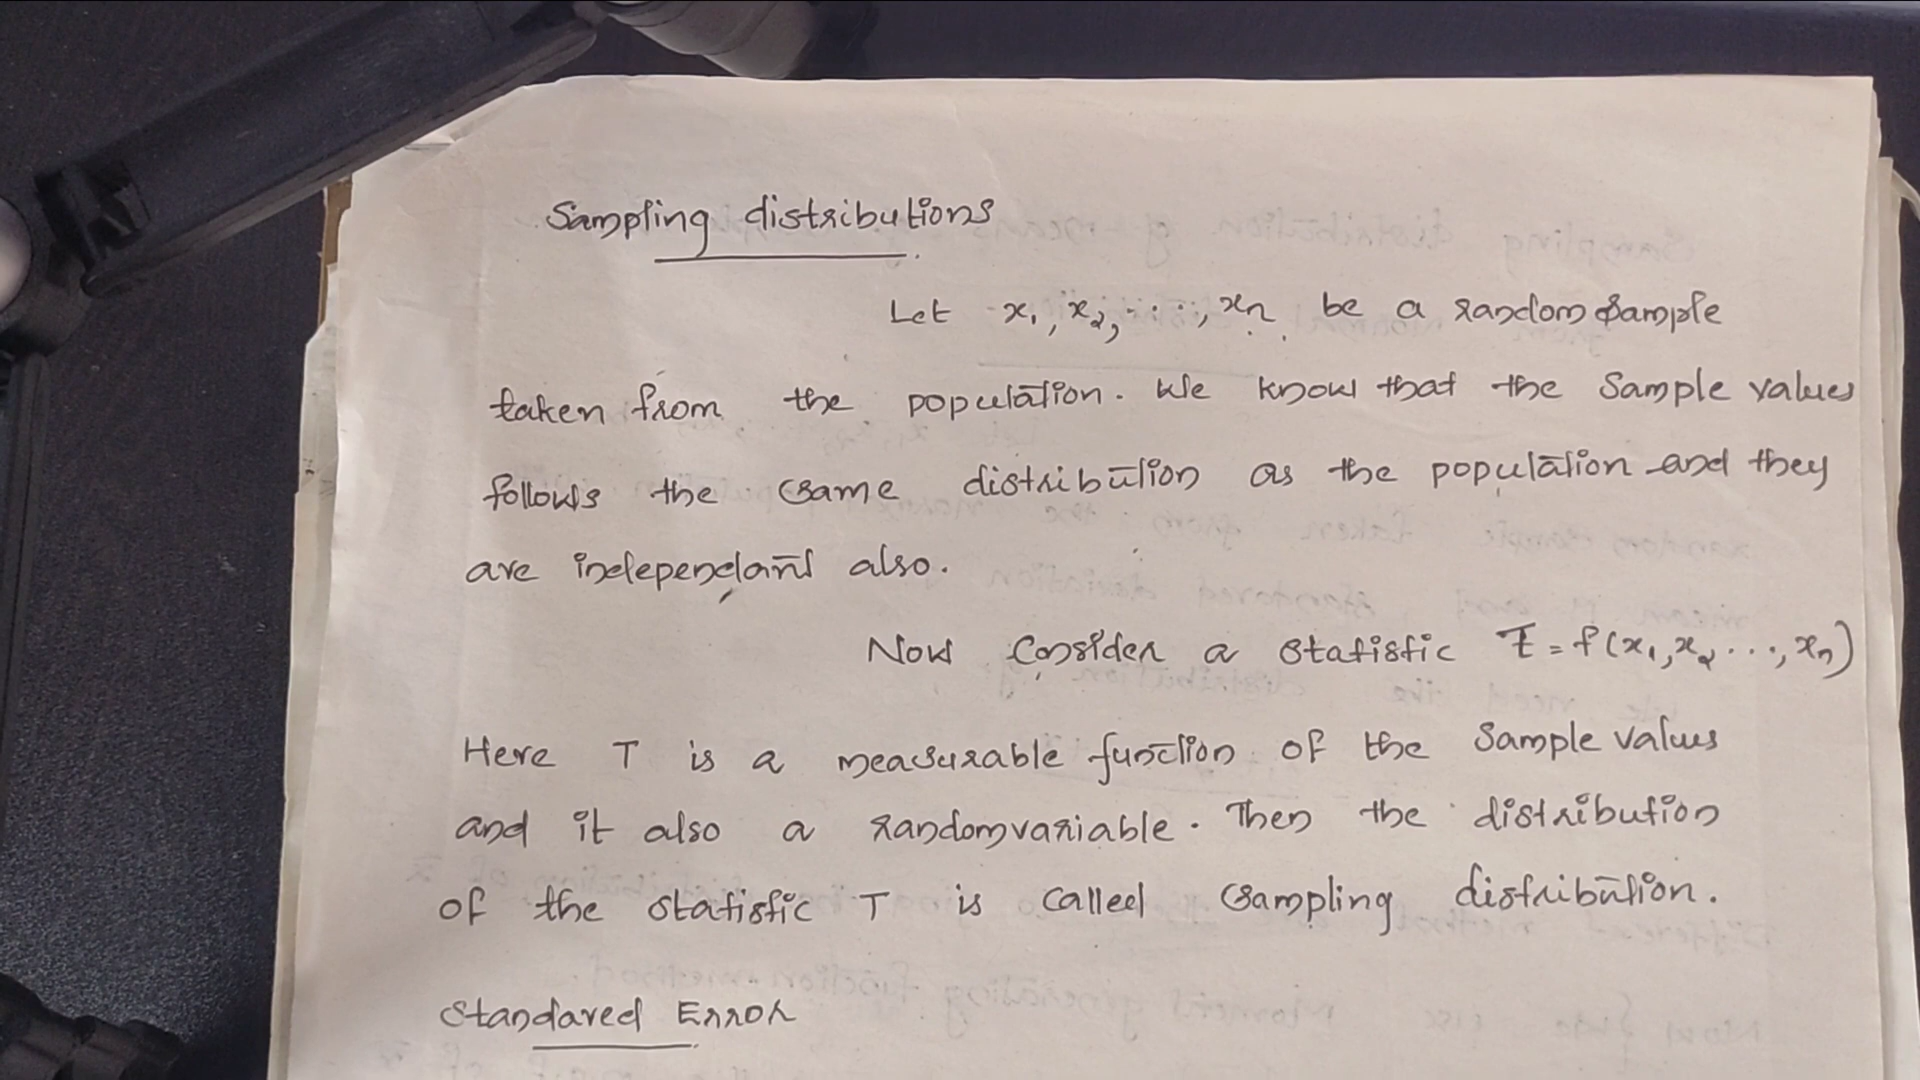 Sampling distributions
Let x₁, x₂, ..., xn be a random sample
taken from the population. We know that the Sample values
follows the same distribution as the population and they
are independant also.
Now Consider a statistic T = f(x₁, x₂ ..., xn)
Here T is a measurable function of the Sample values
and it also a random variable. Then the distribution
of the statistic T is called sampling distribution.
Standared Error